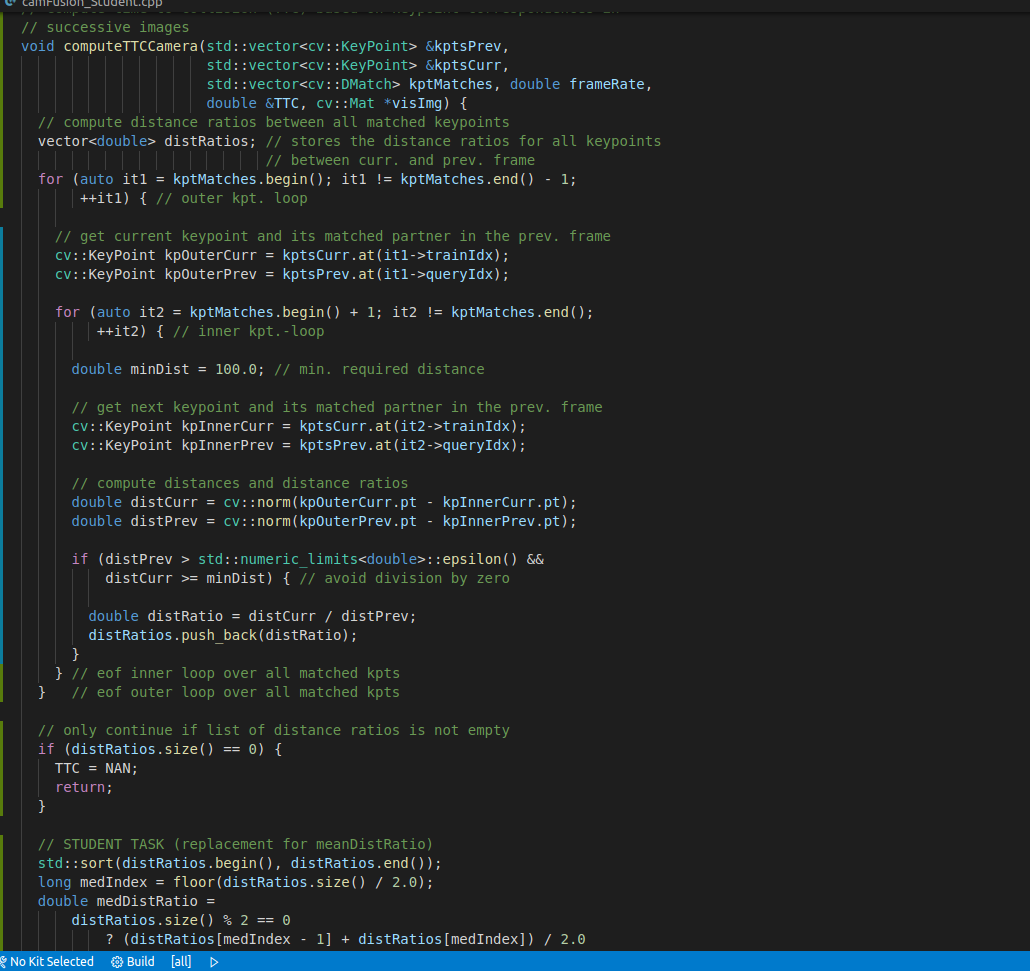 camFusion_Student.cpp
// successive images
void computeTTCCamera(std::vector<cv::KeyPoint> &kptsPrev,
std::vector<cv::KeyPoint> &kptsCurr,
std::vector<cv::DMatch> kptMatches, double frameRate,
double &TTC, cv::Mat *visImg) {
// compute distance ratios between all matched keypoints
vector<double> distRatios; // stores the distance ratios for all keypoints
// between curr. and prev. frame
for (auto it1 = kptMatches.begin(); it1 != kptMatches.end() - 1;
++it1) { // outer kpt. loop
// get current keypoint and its matched partner in the prev. frame
cv::KeyPoint kpOuterCurr = kptsCurr.at(it1->trainIdx);
cv::KeyPoint kpOuterPrev = kptsPrev.at(it1->queryIdx);
for (auto it2 = kptMatches.begin() + 1; it2 != kptMatches.end();
++it2) { // inner kpt.-loop
double minDist = 100.0; // min. required distance
// get next keypoint and its matched partner in the prev. frame
cv::KeyPoint kpInnerCurr = kptsCurr.at(it2->trainIdx);
cv::KeyPoint kpInnerPrev = kptsPrev.at(it2->queryIdx);
// compute distances and distance ratios
double distCurr = cv::norm(kpOuterCurr.pt - kpInnerCurr.pt);
double distPrev = cv::norm(kpOuterPrev.pt - kpInnerPrev.pt);
if (distPrev > std::numeric_limits<double>::epsilon() &&
distCurr >= minDist) { // avoid division by zero
double distRatio = distCurr / distPrev;
distRatios.push_back(distRatio);
}
} // eof inner loop over all matched kpts
} // eof outer loop over all matched kpts
// only continue if list of distance ratios is not empty
if (distRatios.size() == 0) {
TTC = NAN;
return;
}
// STUDENT TASK (replacement for meanDistRatio)
std::sort(distRatios.begin(), distRatios.end());
long medIndex = floor(distRatios.size() / 2.0);
double medDistRatio =
distRatios.size() % 2 == 0
? (distRatios[medIndex - 1] + distRatios[medIndex]) / 2.0
No Kit Selected Build [all]